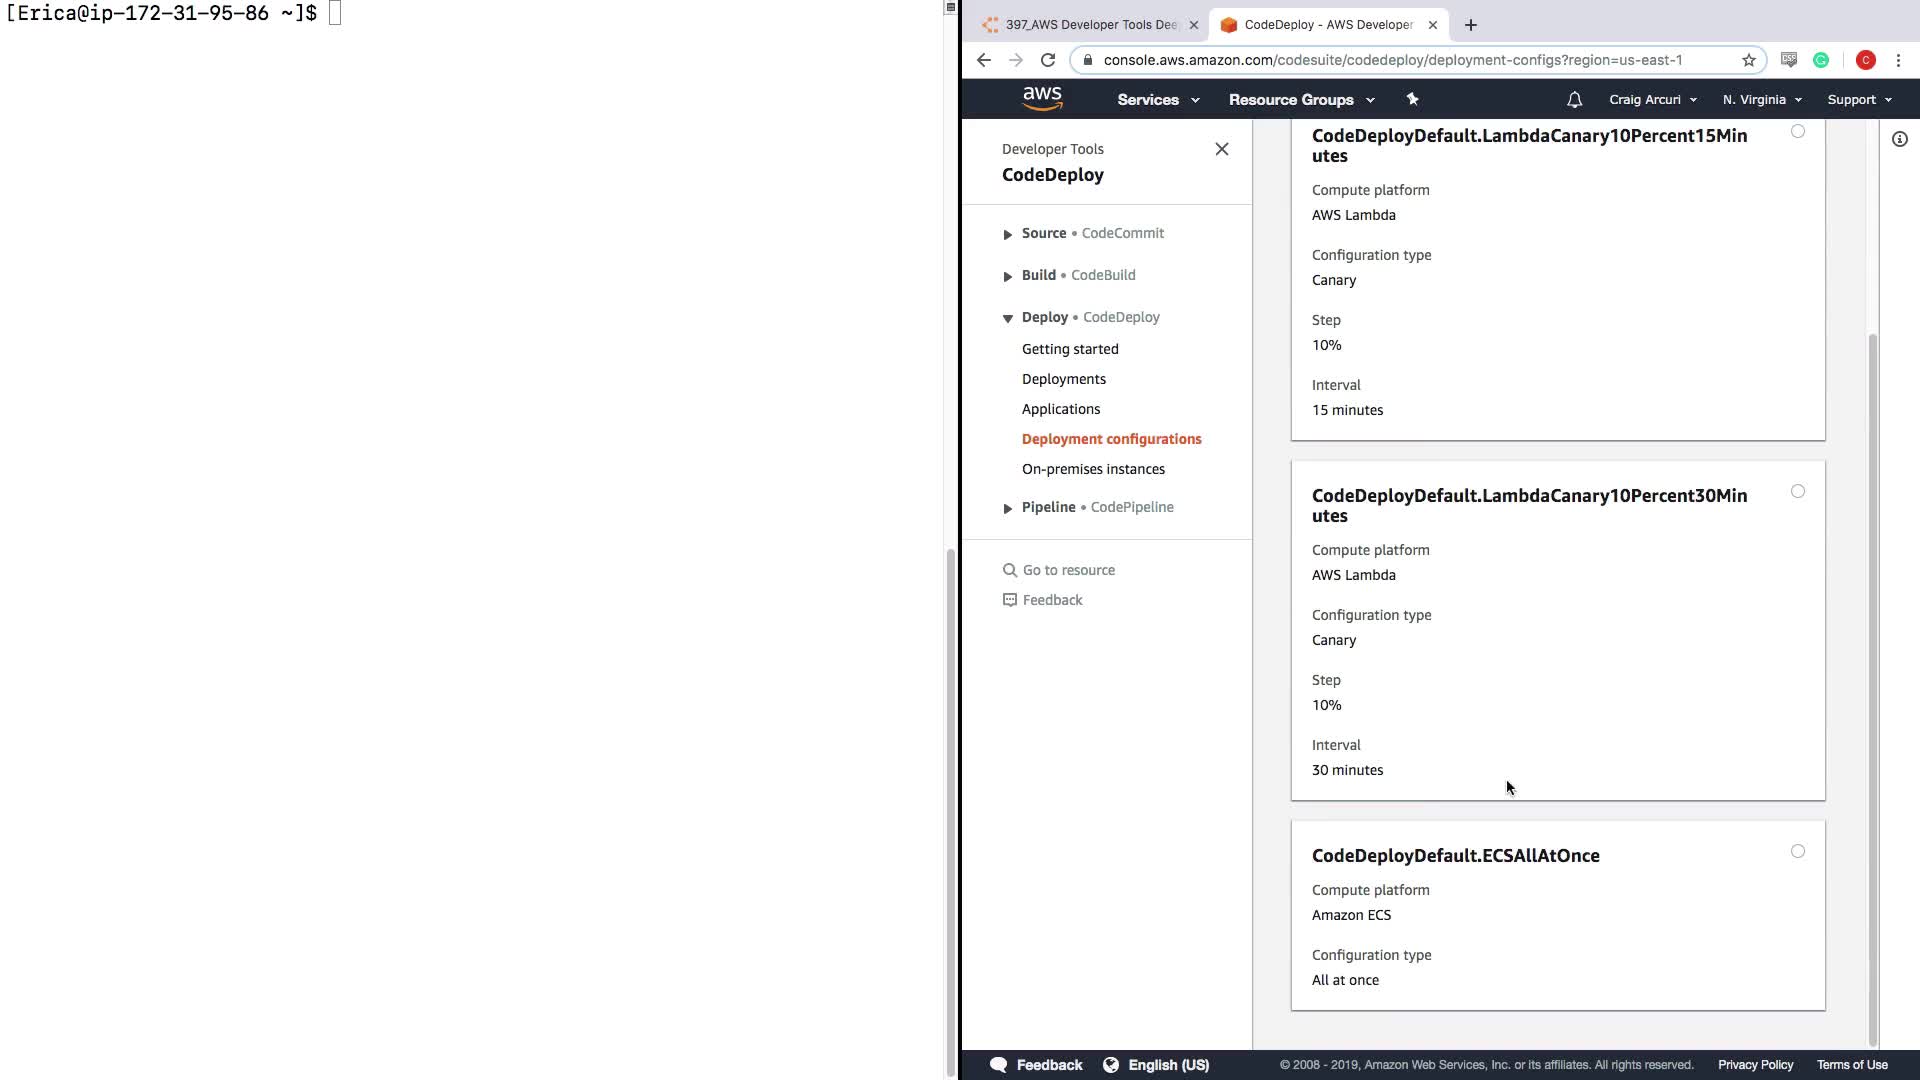 [Erica@ip-172-31-95-86 ~]$
397_AWS Developer Tools Dee
CodeDeploy - AWS Developer
console.aws.amazon.com/codesuite/codedeploy/deployment-configs?region=us-east-1
C
aws
Services
Resource Groups
Craig Arcuri
N. Virginia
Support
Developer Tools
CodeDeploy
Source • CodeCommit
Build • CodeBuild
Deploy • CodeDeploy
Getting started
Deployments
Applications
Deployment configurations
On-premises instances
Pipeline • CodePipeline
Go to resource
Feedback
CodeDeployDefault.LambdaCanary10Percent15Min
utes
Compute platform
AWS Lambda
Configuration type
Canary
Step
10%
Interval
15 minutes
CodeDeployDefault.LambdaCanary10Percent30Min
utes
Compute platform
AWS Lambda
Configuration type
Canary
Step
10%
Interval
30 minutes
CodeDeployDefault.ECSAllAtOnce
Compute platform
Amazon ECS
Configuration type
All at once
Feedback
English (US)
© 2008 - 2019, Amazon Web Services, Inc. or its affiliates. All rights reserved.
Privacy Policy
Terms of Use